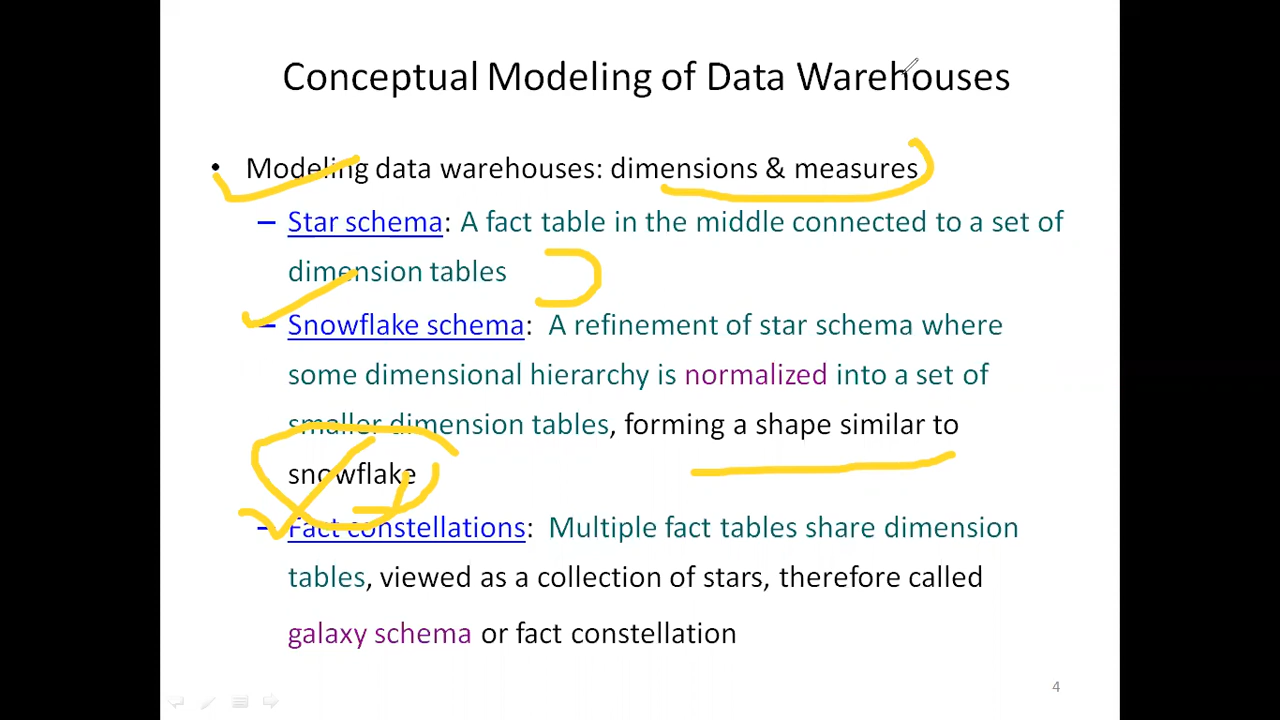 Conceptual Modeling of Data Warehouses
• Modeling data warehouses: dimensions & measures
– Star schema: A fact table in the middle connected to a set of
dimension tables
– Snowflake schema: A refinement of star schema where
some dimensional hierarchy is normalized into a set of
smaller dimension tables, forming a shape similar to
snowflake
– Fact constellations: Multiple fact tables share dimension
tables, viewed as a collection of stars, therefore called
galaxy schema or fact constellation
4